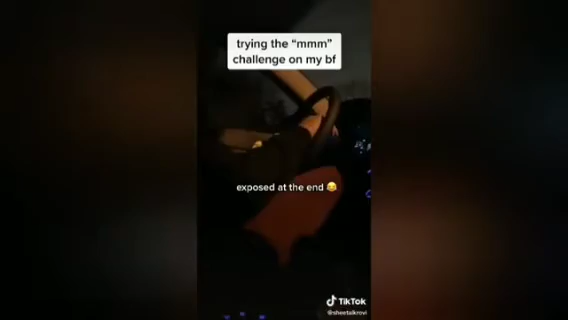 trying the “mmm”
challenge on my bf
exposed at the end 😂
TikTok
@sheetalkrovi